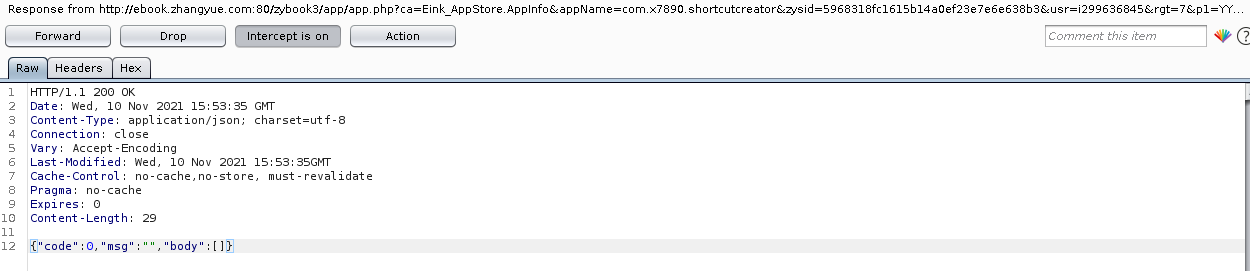 Response from http://ebook.zhangyue.com:80/zybook3/app/app.php?ca=Eink_AppStore.AppInfo&appName=com.x7890.shortcutcreator&zysid=5968318fc1615b14a0ef23e7e6e638b3&usr=i299636845&rgt=7&p1=YY...
Forward Drop Intercept is on Action Comment this item ?
Raw Headers Hex
1 HTTP/1.1 200 OK
2 Date: Wed, 10 Nov 2021 15:53:35 GMT
3 Content-Type: application/json; charset=utf-8
4 Connection: close
5 Vary: Accept-Encoding
6 Last-Modified: Wed, 10 Nov 2021 15:53:35GMT
7 Cache-Control: no-cache,no-store, must-revalidate
8 Pragma: no-cache
9 Expires: 0
10 Content-Length: 29
11
12 {"code":0,"msg":"","body":[]}